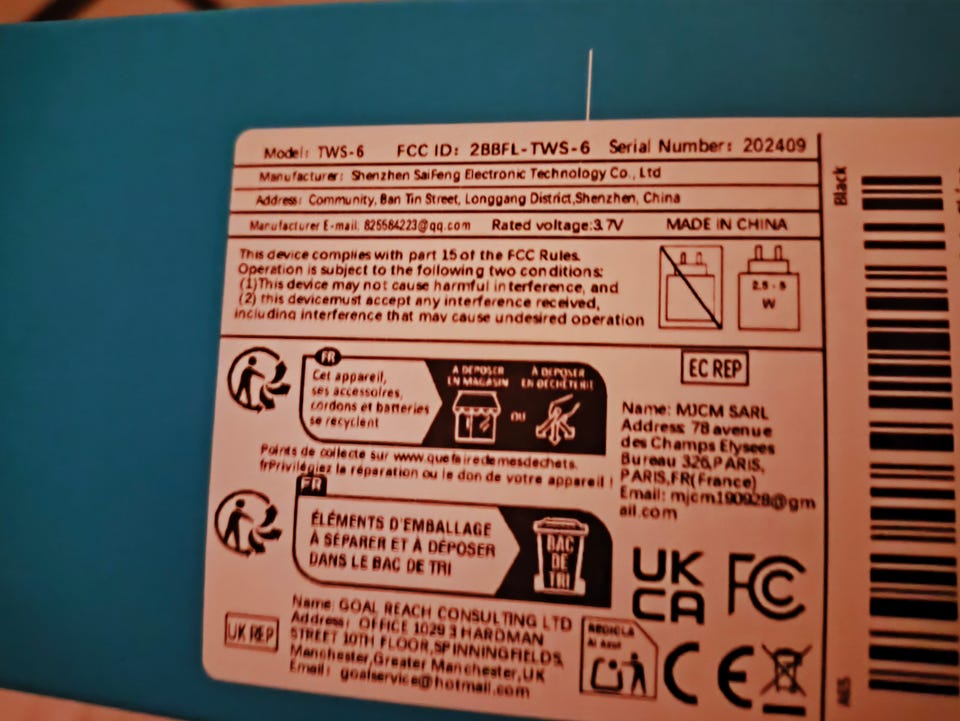 Model: TWS-6 FCC ID: 2BBFL-TWS-6 Serial Number: 202409
Manufacturer: Shenzhen SaiFeng Electronic Technology Co., Ltd
Address: Community, Ban Tin Street, Longgang District,Shenzhen, China
Manufacturer E-mail: 825584223@qq.com Rated voltage:3.7V MADE IN CHINA
This device complies with part 15 of the FCC Rules.
Operation is subject to the following two conditions:
(1)This device may not cause harmful interference, and
(2) this devicemust accept any interference received,
including interference that may cause undesired operation
2.5 - 5
W
FR
Cet appareil,
ses accessoires,
cordons et batteries
se recyclent
À DÉPOSER
EN MAGASIN
OU
À DÉPOSER
EN DÉCHÈTERIE
Points de collecte sur www.quefairedemesdechets.
frPrivilégiez la réparation ou le don de votre appareil !
FR
ÉLÉMENTS D'EMBALLAGE
À SÉPARER ET À DÉPOSER
DANS LE BAC DE TRI
BAC
DE
TRI
EC REP
Name: MJCM SARL
Address: 78 avenue
des Champs Elysees
Bureau 326,PARIS,
PARIS,FR(France)
Email: mjcm190928@gm
ail.com
UK REP
Name: GOAL REACH CONSULTING LTD
Address: OFFICE 1029 3 HARDMAN
STREET 10TH FLOOR,SPINNINGFIELDS,
Manchester,Greater Manchester,UK
Email: goalservice@hotmail.com
RECICLA
Al Azul
UK
CA
FC
CE
Black